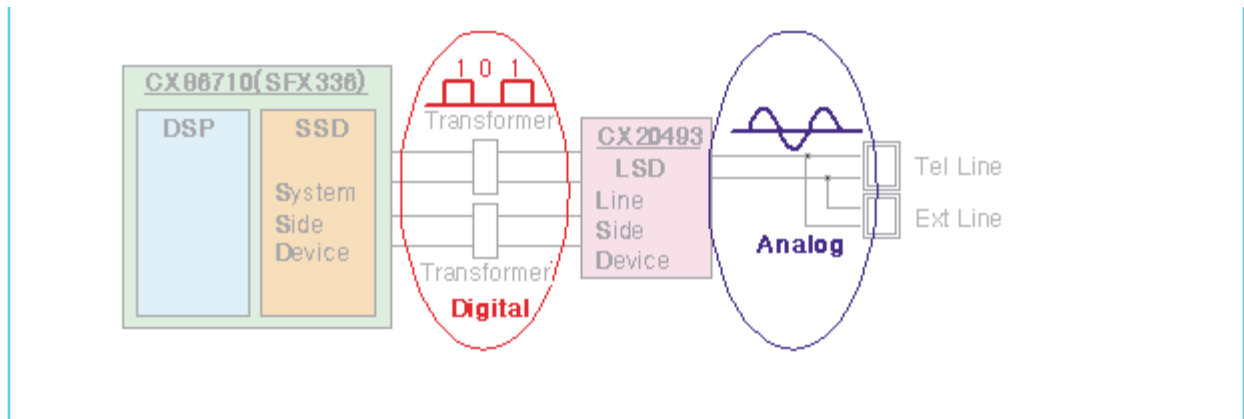 CX86710(SFX336)
DSP
SSD
System
Side
Device
1 0 1
Transformer
Transformer
Digital
CX20493
LSD
Line
Side
Device
Analog
Tel Line
Ext Line